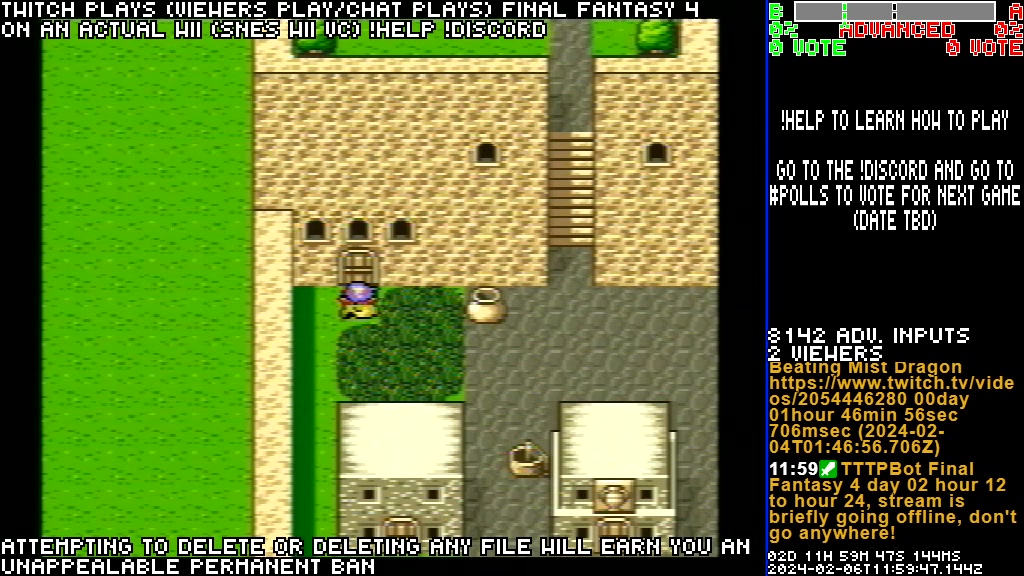 TWITCH PLAYS (VIEWERS PLAY/CHAT PLAYS) FINAL FANTASY 4
ON AN ACTUAL WII (SNES WII VC) !HELP !DISCORD
B A
0% ADVANCED 0%
0 VOTE 0 VOTE
!HELP TO LEARN HOW TO PLAY
GO TO THE !DISCORD AND GO TO
#POLLS TO VOTE FOR NEXT GAME
(DATE TBD)
8142 ADV. INPUTS
2 VIEWERS
Beating Mist Dragon
https://www.twitch.tv/vide
os/2054446280 00day
01hour 46min 56sec
706msec (2024-02-
04T01:46:56.706Z)
11:59 TTTPBot Final
Fantasy 4 day 02 hour 12
to hour 24, stream is
briefly going offline, don't
go anywhere!
02D 11H 59M 47S 144MS
2024-02-06T11:59:47.144Z
ATTEMPTING TO DELETE OR DELETING ANY FILE WILL EARN YOU AN
UNAPPEALABLE PERMANENT BAN